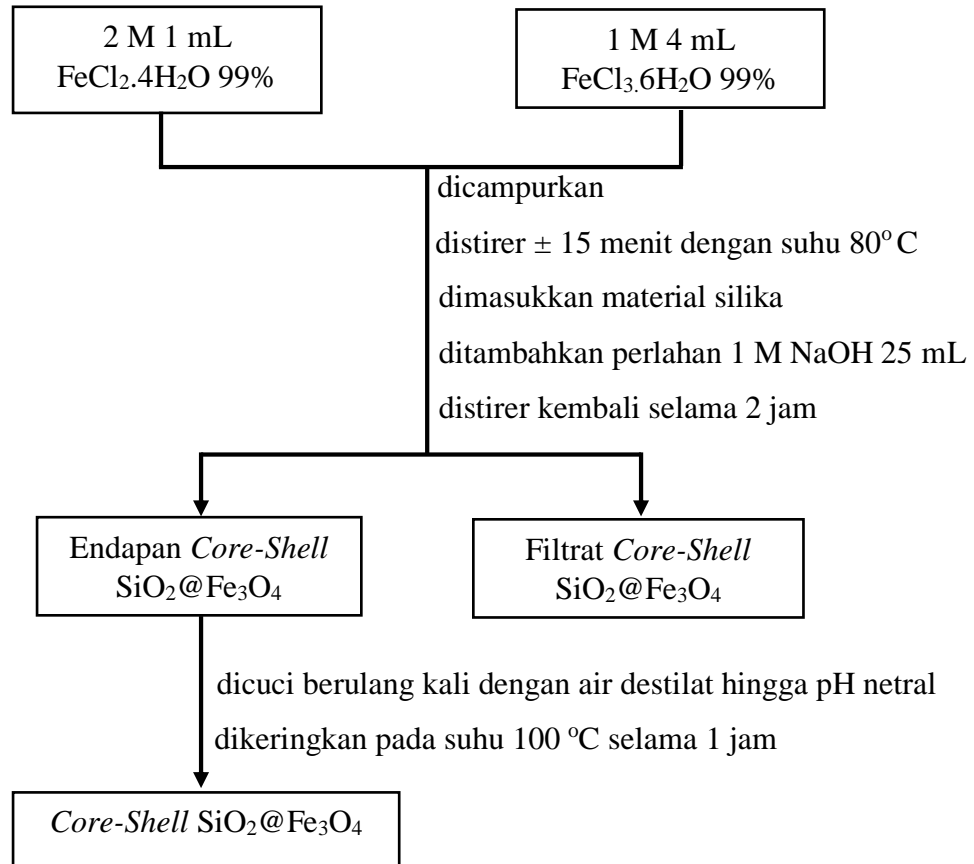 2 M 1 mL
FeCl₂.4H₂O 99%
1 M 4 mL
FeCl₃.6H₂O 99%
dicampurkan
distirer ± 15 menit dengan suhu 80° C
dimasukkan material silika
ditambahkan perlahan 1 M NaOH 25 mL
distirer kembali selama 2 jam
Endapan Core-Shell
SiO₂@Fe₃O₄
Filtrat Core-Shell
SiO₂@Fe₃O₄
dicuci berulang kali dengan air destilat hingga pH netral
dikeringkan pada suhu 100 °C selama 1 jam
Core-Shell SiO₂@Fe₃O₄